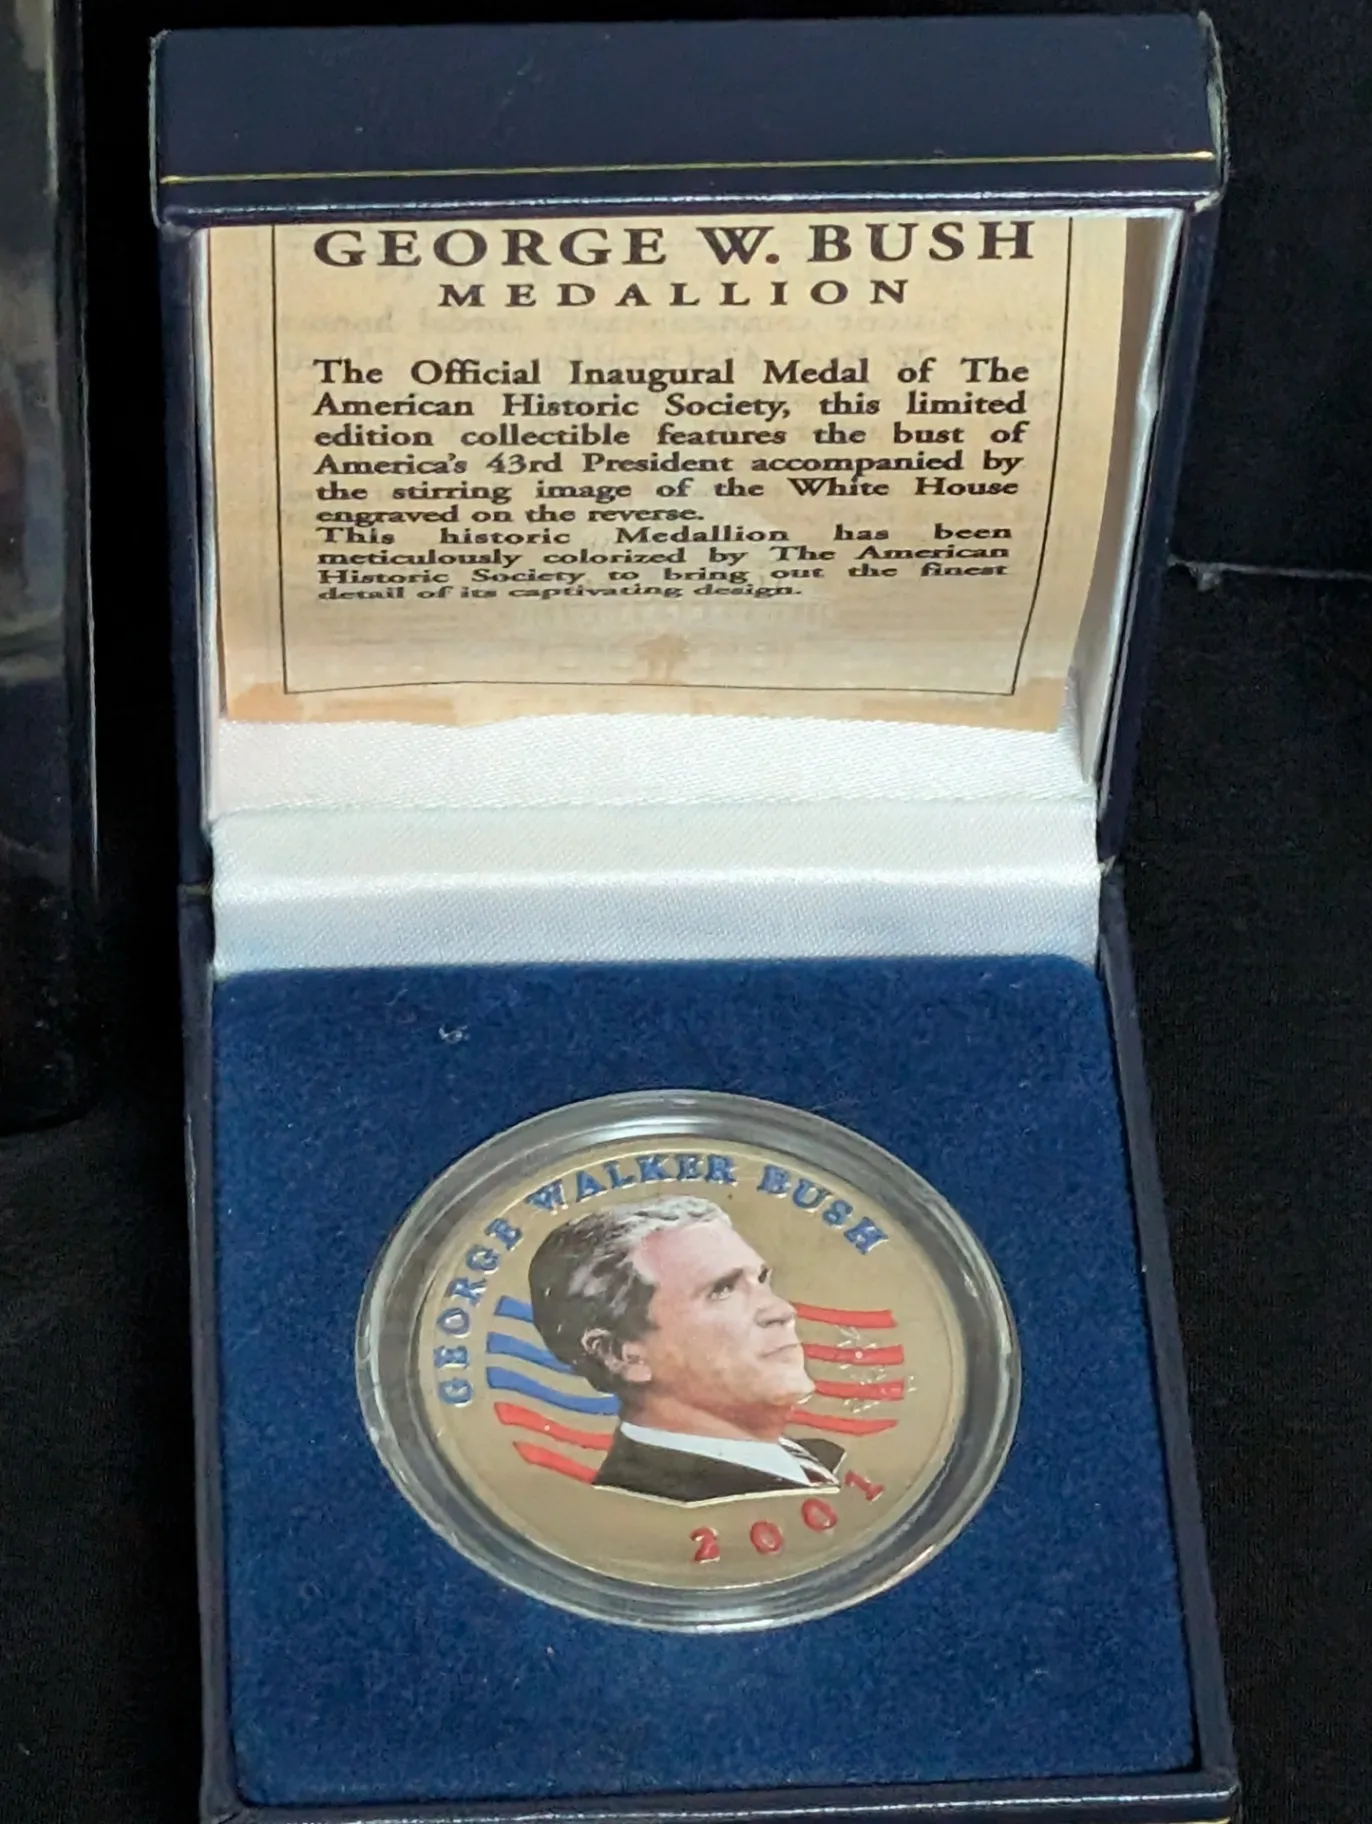 GEORGE W. BUSH
MEDALLION
The Official Inaugural Medal of The
American Historic Society, this limited
edition collectible features the bust of
America's 43rd President accompanied by
the stirring image of the White House
engraved on the reverse.
This historic Medallion has been
meticulously colorized by The American
Historic Society to bring out the finest
detail of its captivating design.
GEORGE WALKER BUSH
2001